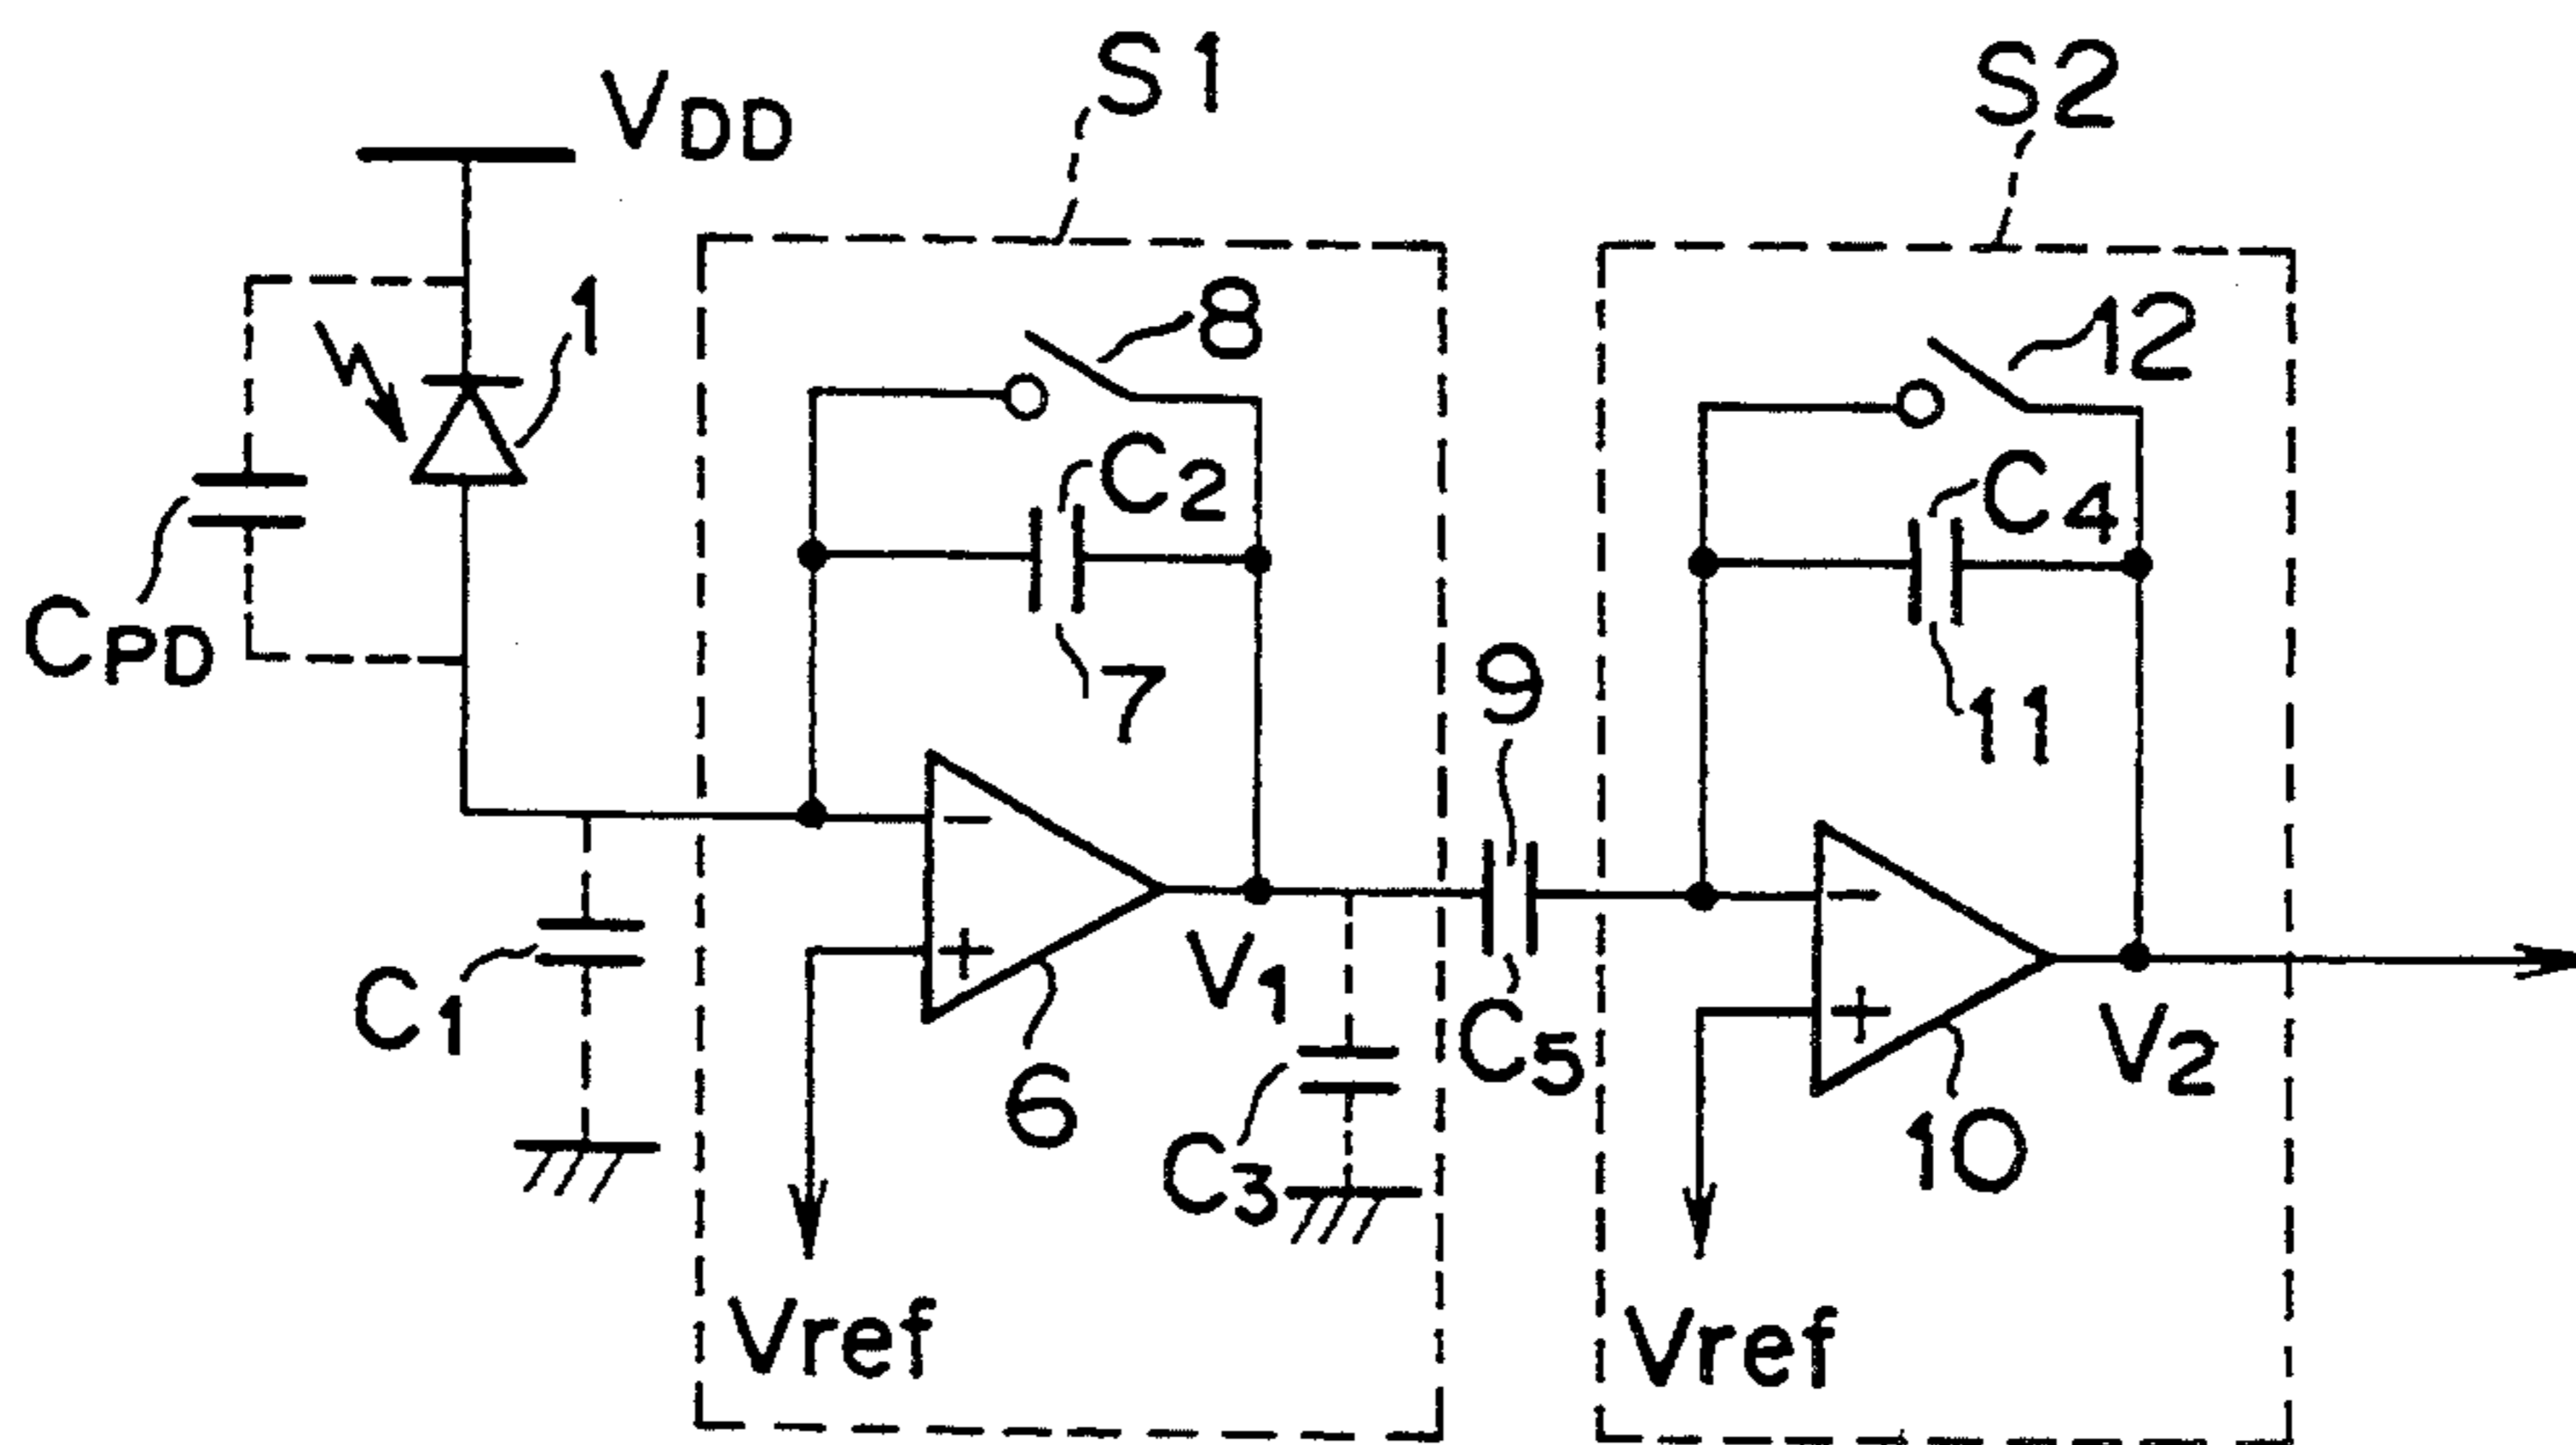 S1
S2
VDD
1
8
12
C2
C4
CPD
7
9
11
−
−
C1
+
V1
C5
+
V2
6
C3
10
Vref
Vref